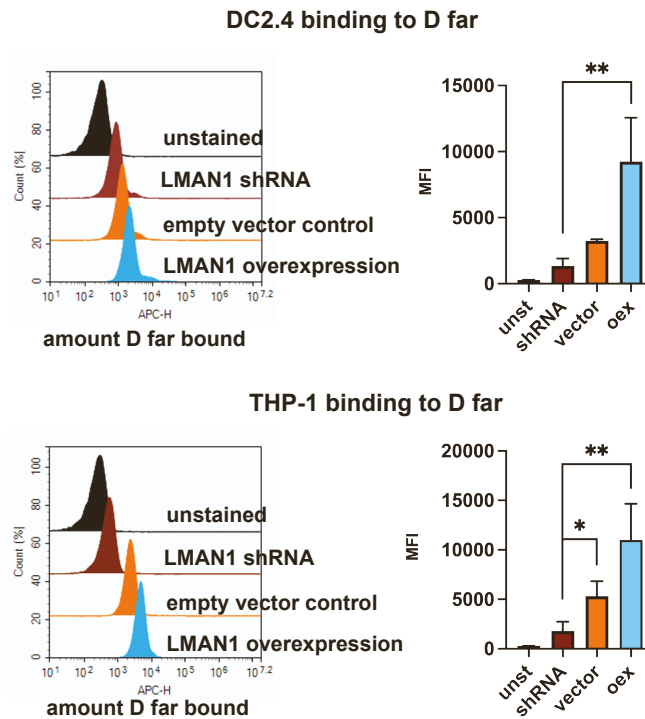 DC2.4 binding to D far
Count [%]
0 20 40 60 80 100
unstained
LMAN1 shRNA
empty vector control
LMAN1 overexpression
10^1 10^2 10^3 10^4 10^5 10^6 10^7.2
APC-H
amount D far bound
MFI
15000
10000
5000
0
**
unst
shRNA
vector
oex
THP-1 binding to D far
Count [%]
0 20 40 60 80 100
unstained
LMAN1 shRNA
empty vector control
LMAN1 overexpression
10^1 10^2 10^3 10^4 10^5 10^6 10^7.2
APC-H
amount D far bound
MFI
20000
15000
10000
5000
0
**
*
unst
shRNA
vector
oex